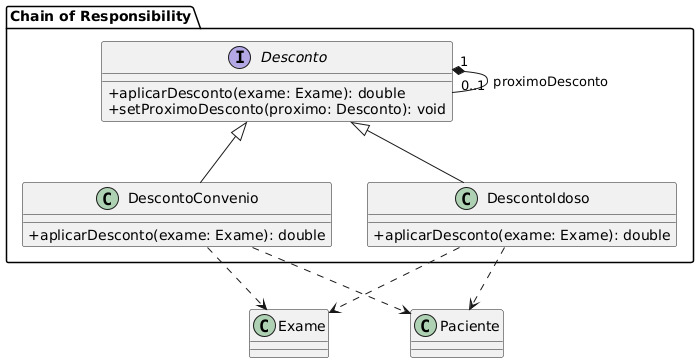 Chain of Responsibility
I Desconto
+aplicarDesconto(exame: Exame): double
+setProximoDesconto(proximo: Desconto): void
1
0..1
proximoDesconto
C DescontoConvenio
+aplicarDesconto(exame: Exame): double
C DescontoIdoso
+aplicarDesconto(exame: Exame): double
C Exame
C Paciente